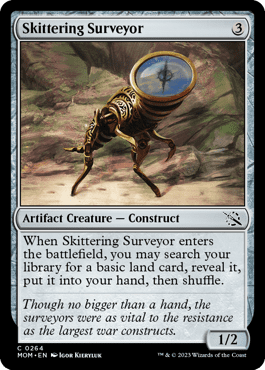 Skittering Surveyor 3
Artifact Creature — Construct
When Skittering Surveyor enters
the battlefield, you may search your
library for a basic land card, reveal it,
put it into your hand, then shuffle.
Though no bigger than a hand, the
surveyors were as vital to the resistance
as the largest war constructs.
1/2
C 0264
MOM • EN Igor Kieryluk
™ & © 2023 Wizards of the Coast